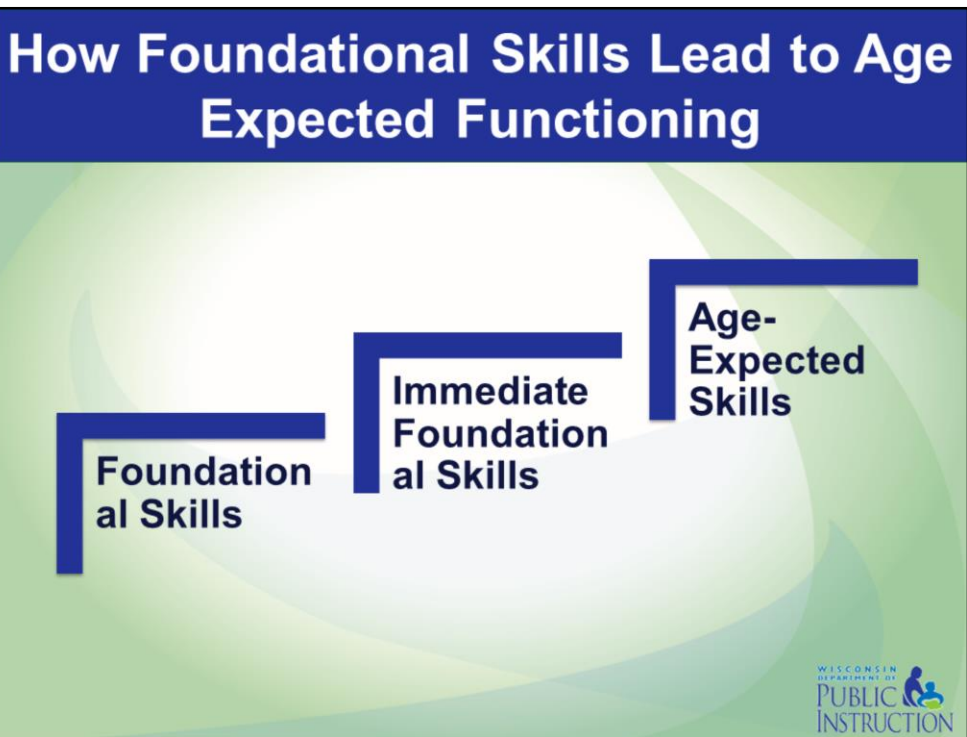 How Foundational Skills Lead to Age
Expected Functioning
Foundation
al Skills
Immediate
Foundation
al Skills
Age-
Expected
Skills
WISCONSIN
DEPARTMENT OF
PUBLIC
INSTRUCTION